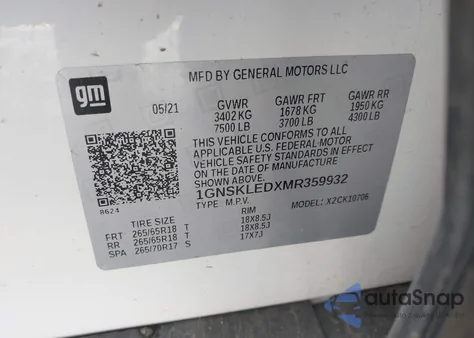 gm
MFD BY GENERAL MOTORS LLC
05/21
GVWR GAWR FRT GAWR RR
3402 KG 1678 KG 1950 KG
7500 LB 3700 LB 4300 LB
THIS VEHICLE CONFORMS TO ALL
APPLICABLE U.S. FEDERAL MOTOR
VEHICLE SAFETY STANDARDS IN EFFECT
ON THE DATE OF MANUFACTURE
1GNSKLEDXMR359932
TYPE: M.P.V. MODEL: X2CK10706
8624
TIRE SIZE RIM
FRT 265/65R18 T 18X8.5J
RR 265/65R18 T 18X8.5J
SPA 265/70R17 S 17X7J
autoSnap